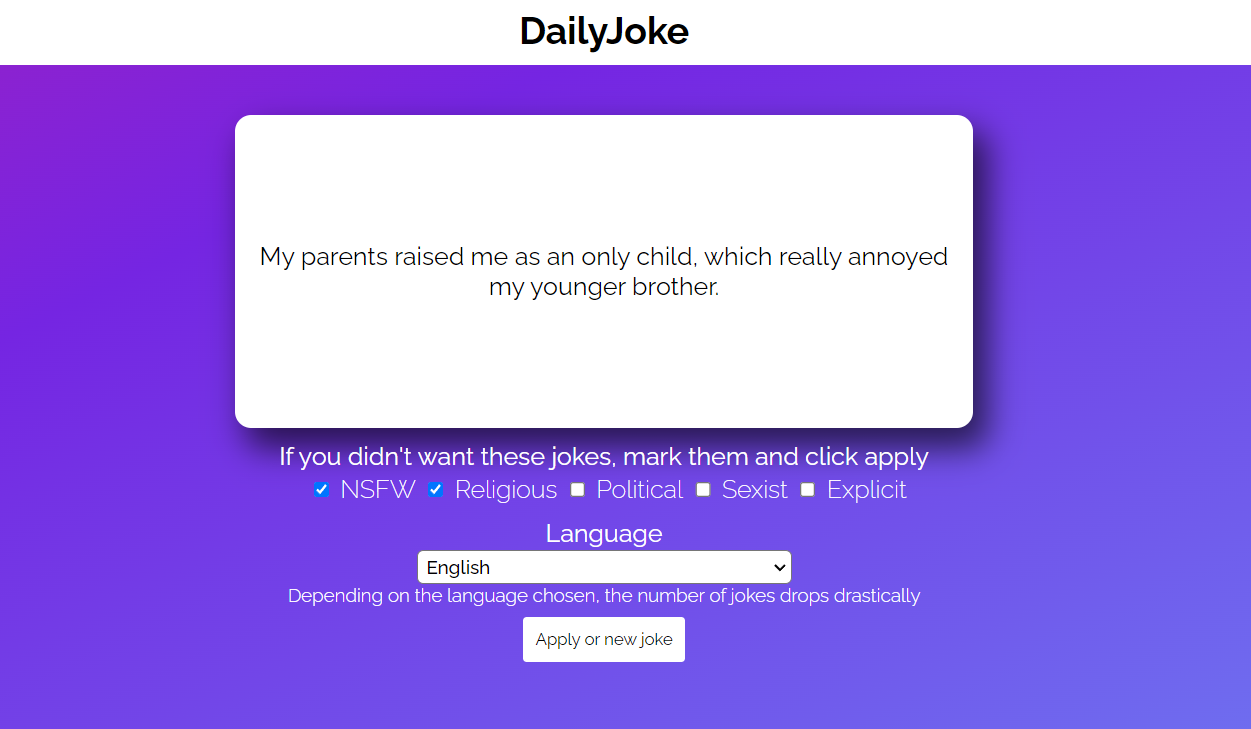 DailyJoke
My parents raised me as an only child, which really annoyed
my younger brother.
If you didn't want these jokes, mark them and click apply
NSFW Religious Political Sexist Explicit
Language
English
Depending on the language chosen, the number of jokes drops drastically
Apply or new joke